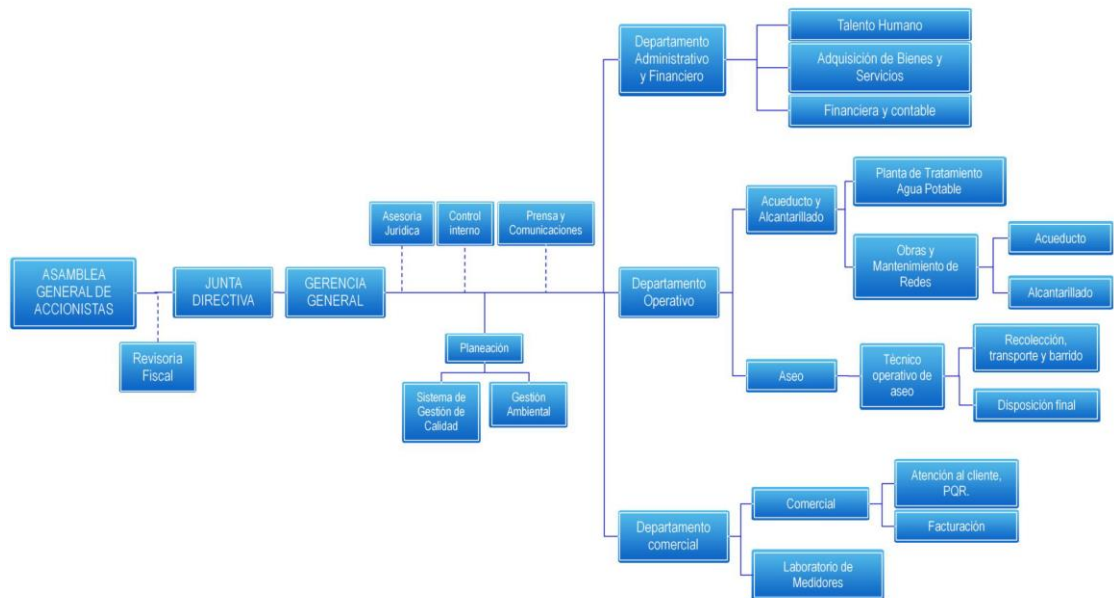 ASAMBLEA
GENERAL DE
ACCIONISTAS
Revisoria
Fiscal
JUNTA
DIRECTIVA
GERENCIA
GENERAL
Asesoría
Jurídica
Control
interno
Prensa y
Comunicaciones
Planeación
Sistema de
Gestión de
Calidad
Gestión
Ambiental
Departamento
Administrativo
y Financiero
Talento Humano
Adquisición de Bienes y
Servicios
Financiera y contable
Departamento
Operativo
Acueducto y
Alcantarillado
Planta de Tratamiento
Agua Potable
Obras y
Mantenimiento de
Redes
Acueducto
Alcantarillado
Aseo
Técnico
operativo de
aseo
Recolección,
transporte y barrido
Disposición final
Departamento
comercial
Comercial
Atención al cliente,
PQR.
Facturación
Laboratorio de
Medidores